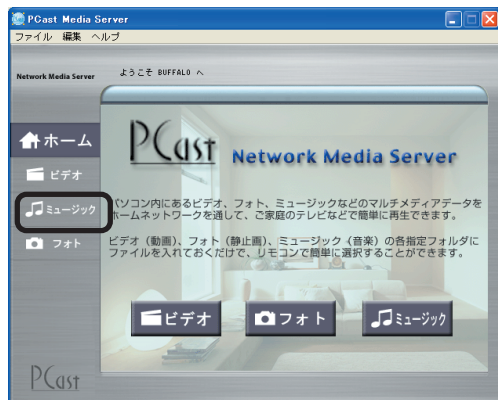 PCast Media Server
ファイル 編集 ヘルプ
Network Media Server
ようこそ BUFFALO へ
ホーム
ビデオ
ミュージック
フォト
PCast
PCast Network Media Server
パソコン内にあるビデオ、フォト、ミュージックなどのマルチメディアデータを
ホームネットワークを通して、ご家庭のテレビなどで簡単に再生できます。
ビデオ（動画）、フォト（静止画）、ミュージック（音楽）の各指定フォルダに
ファイルを入れておくだけで、リモコンで簡単に選択することができます。
ビデオ フォト ミュージック